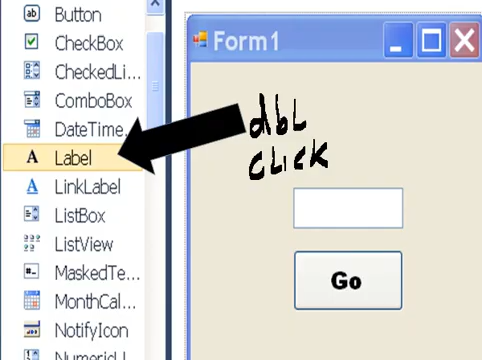 Button
CheckBox
CheckedLi...
ComboBox
DateTime...
Label
LinkLabel
ListBox
ListView
MaskedTe...
MonthCal...
NotifyIcon
Form1
dbL
CLICK
Go